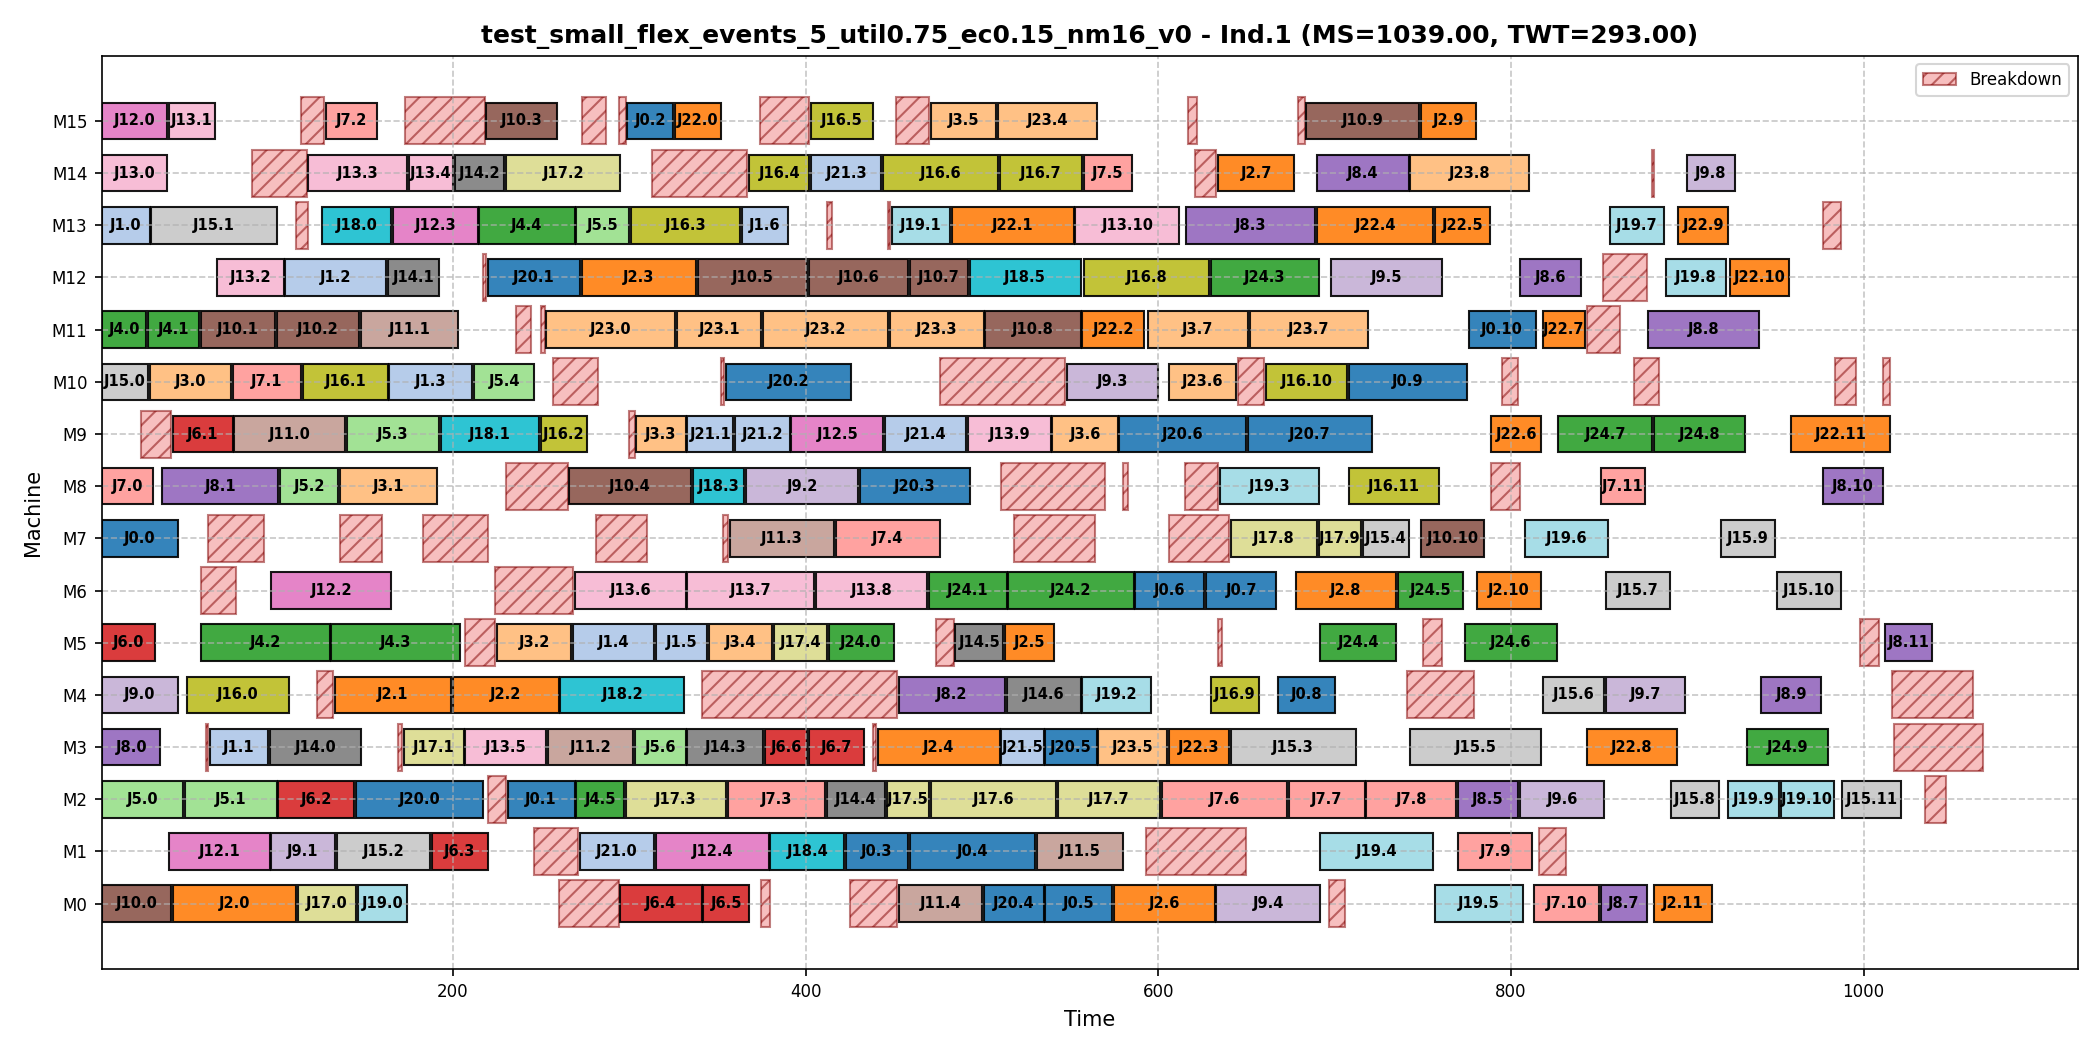 test_small_flex_events_5_util0.75_ec0.15_nm16_v0 - Ind.1 (MS=1039.00, TWT=293.00)
Breakdown
M15 J12.0 J13.1 J7.2 J10.3 J0.2 J22.0 J16.5 J3.5 J23.4 J10.9 J2.9
M14 J13.0 J13.3 J13.4 J14.2 J17.2 J16.4 J21.3 J16.6 J16.7 J7.5 J2.7 J8.4 J23.8 J9.8
M13 J1.0 J15.1 J18.0 J12.3 J4.4 J5.5 J16.3 J1.6 J19.1 J22.1 J13.10 J8.3 J22.4 J22.5 J19.7 J22.9
M12 J13.2 J1.2 J14.1 J20.1 J2.3 J10.5 J10.6 J10.7 J18.5 J16.8 J24.3 J9.5 J8.6 J19.8 J22.10
M11 J4.0 J4.1 J10.1 J10.2 J11.1 J23.0 J23.1 J23.2 J23.3 J10.8 J22.2 J3.7 J23.7 J0.10 J22.7 J8.8
M10 J15.0 J3.0 J7.1 J16.1 J1.3 J5.4 J20.2 J9.3 J23.6 J16.10 J0.9
M9 J6.1 J11.0 J5.3 J18.1 J16.2 J3.3 J21.1 J21.2 J12.5 J21.4 J13.9 J3.6 J20.6 J20.7 J22.6 J24.7 J24.8 J22.11
M8 J7.0 J8.1 J5.2 J3.1 J10.4 J18.3 J9.2 J20.3 J19.3 J16.11 J7.11 J8.10
M7 J0.0 J11.3 J7.4 J17.8 J17.9 J15.4 J10.10 J19.6 J15.9
M6 J12.2 J13.6 J13.7 J13.8 J24.1 J24.2 J0.6 J0.7 J2.8 J24.5 J2.10 J15.7 J15.10
M5 J6.0 J4.2 J4.3 J3.2 J1.4 J1.5 J3.4 J17.4 J24.0 J14.5 J2.5 J24.4 J24.6 J8.11
M4 J9.0 J16.0 J2.1 J2.2 J18.2 J8.2 J14.6 J19.2 J16.9 J0.8 J15.6 J9.7 J8.9
M3 J8.0 J1.1 J14.0 J17.1 J13.5 J11.2 J5.6 J14.3 J6.6 J6.7 J2.4 J21.5 J20.5 J23.5 J22.3 J15.3 J15.5 J22.8 J24.9
M2 J5.0 J5.1 J6.2 J20.0 J0.1 J4.5 J17.3 J7.3 J14.4 J17.5 J17.6 J17.7 J7.6 J7.7 J7.8 J8.5 J9.6 J15.8 J19.9 J19.10 J15.11
M1 J12.1 J9.1 J15.2 J6.3 J21.0 J12.4 J18.4 J0.3 J0.4 J11.5 J19.4 J7.9
M0 J10.0 J2.0 J17.0 J19.0 J6.4 J6.5 J11.4 J20.4 J0.5 J2.6 J9.4 J19.5 J7.10 J8.7 J2.11
Machine
200 400 600 800 1000
Time